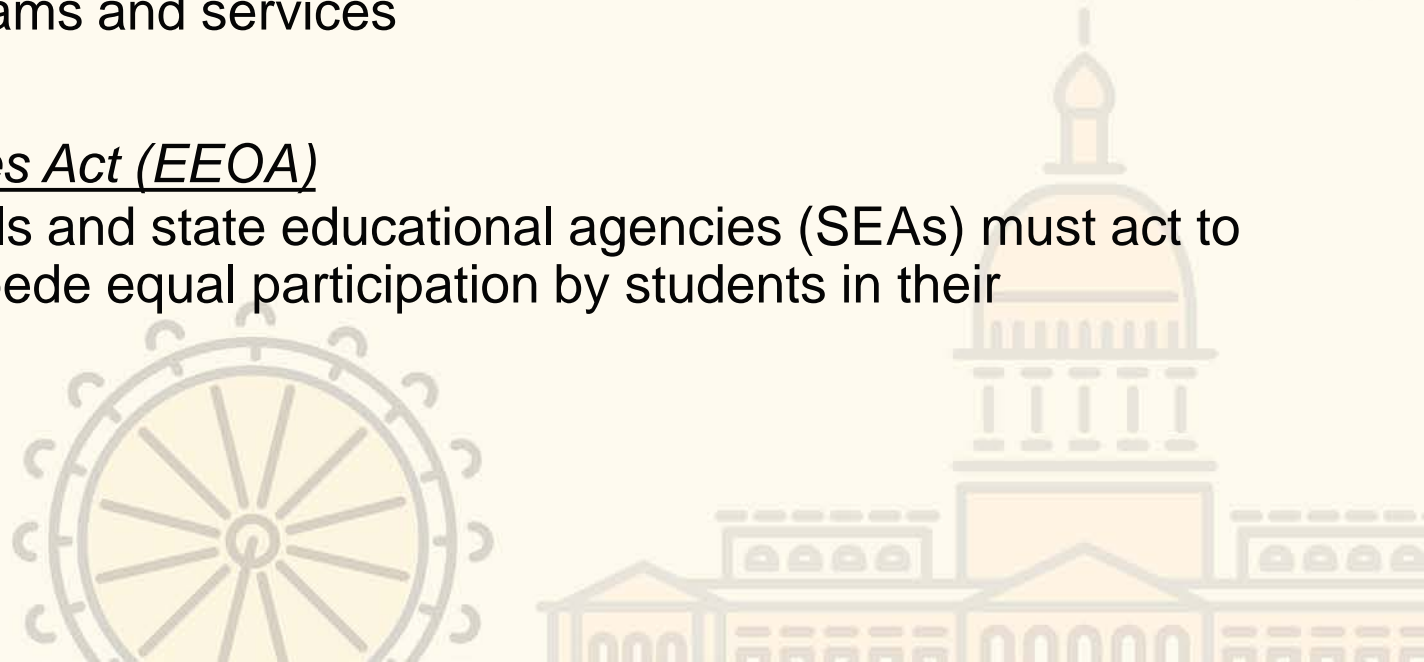 ams and services
es Act (EEOA)
ls and state educational agencies (SEAs) must act to
ede equal participation by students in their